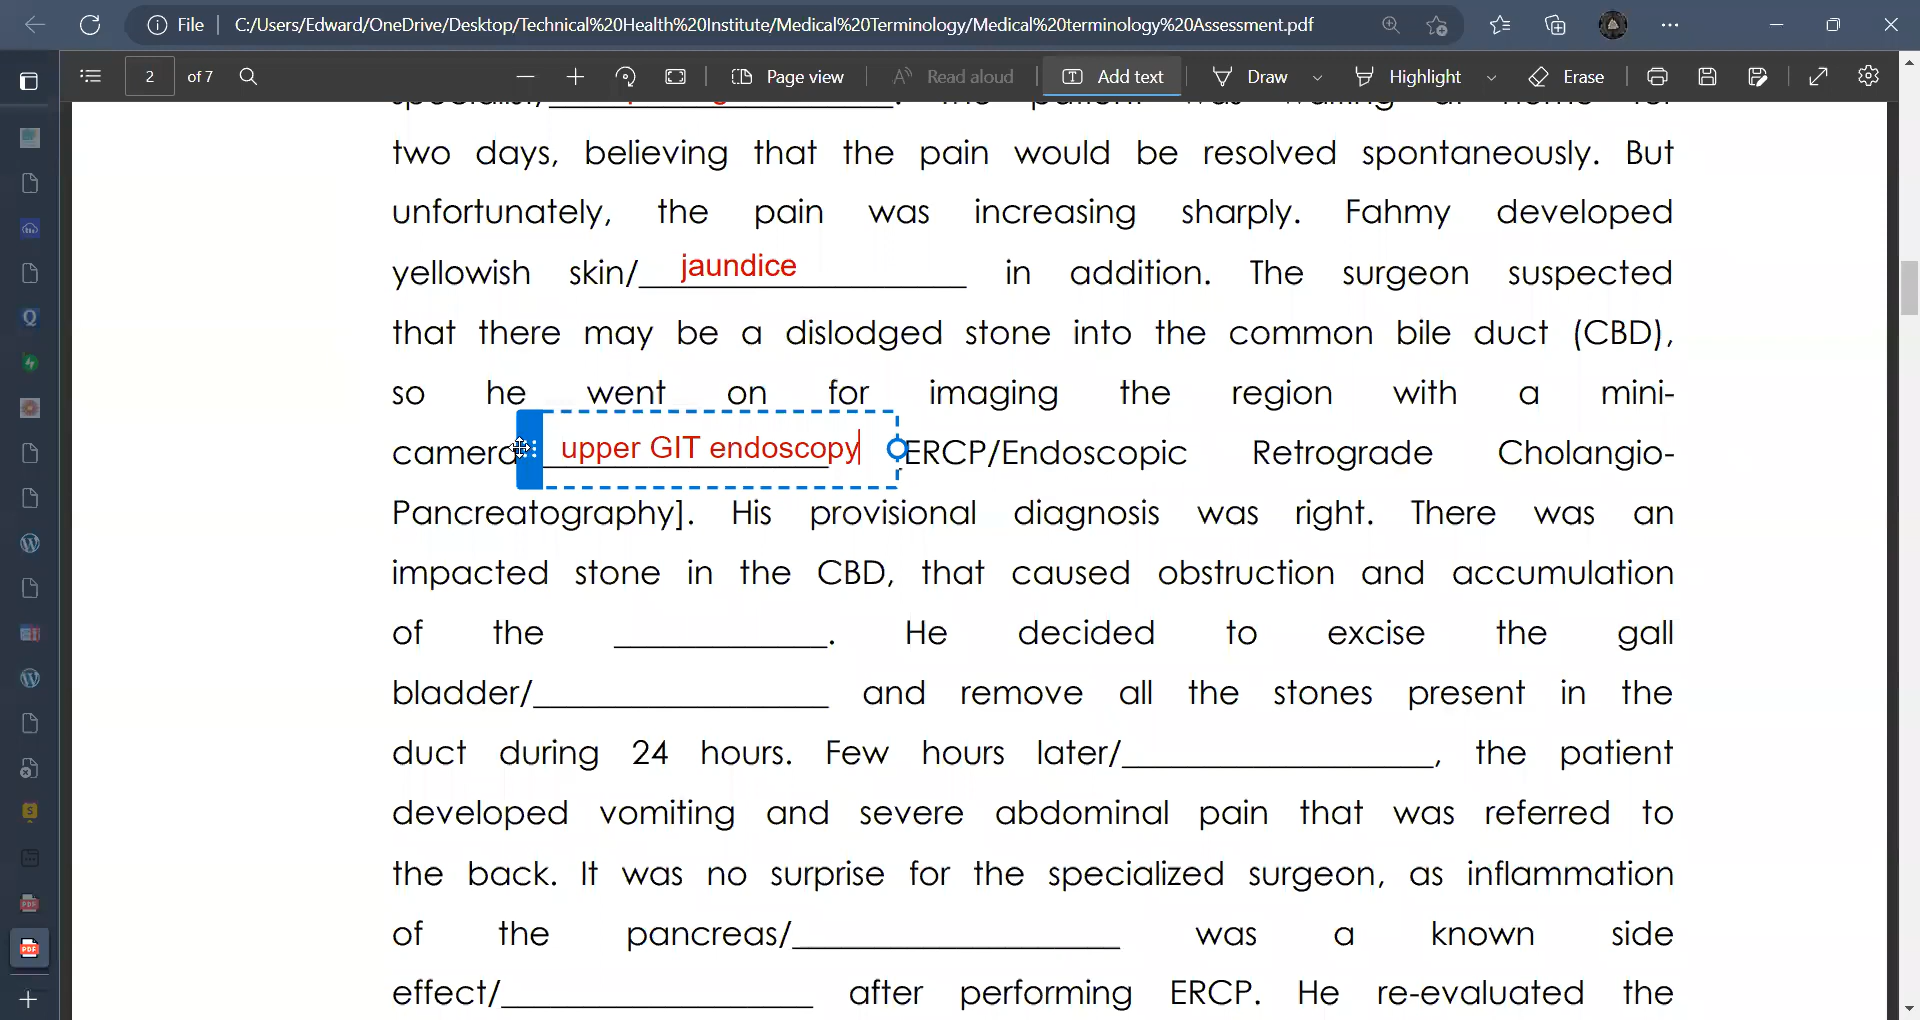 File
C:/Users/Edward/OneDrive/Desktop/Technical%20Health%20Institute/Medical%20Terminology/Medical%20terminology%20Assessment.pdf
2 of 7
Page view
Read aloud
Add text
Draw
Highlight
Erase
two days, believing that the pain would be resolved spontaneously. But
unfortunately, the pain was increasing sharply. Fahmy developed
yellowish skin/ jaundice in addition. The surgeon suspected
that there may be a dislodged stone into the common bile duct (CBD),
so he went on for imaging the region with a mini-
camera upper GIT endoscopy ERCP/Endoscopic Retrograde Cholangio-
Pancreatography]. His provisional diagnosis was right. There was an
impacted stone in the CBD, that caused obstruction and accumulation
of the ____________. He decided to excise the gall
bladder/________________ and remove all the stones present in the
duct during 24 hours. Few hours later/_________________, the patient
developed vomiting and severe abdominal pain that was referred to
the back. It was no surprise for the specialized surgeon, as inflammation
of the pancreas/__________________ was a known side
effect/_________________ after performing ERCP. He re-evaluated the